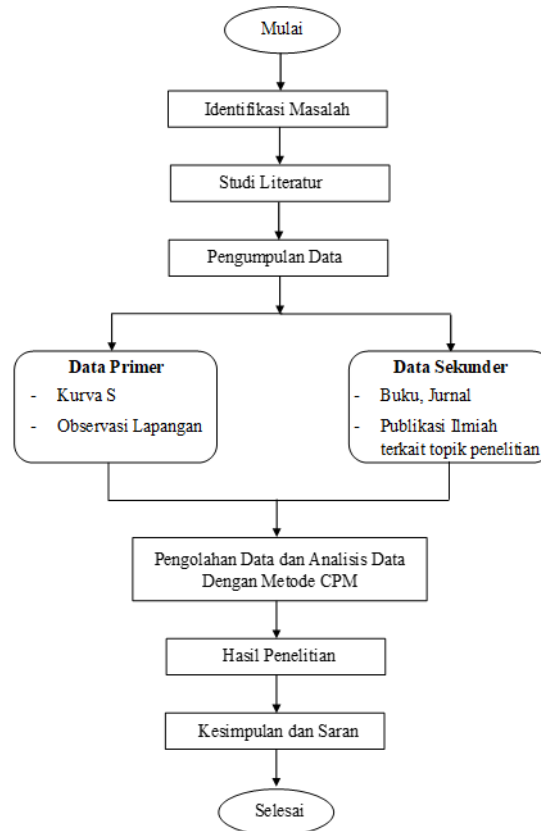 Mulai
Identifikasi Masalah
Studi Literatur
Pengumpulan Data
Data Primer
- Kurva S
- Observasi Lapangan
Data Sekunder
- Buku, Jurnal
- Publikasi Ilmiah
terkait topik penelitian
Pengolahan Data dan Analisis Data
Dengan Metode CPM
Hasil Penelitian
Kesimpulan dan Saran
Selesai